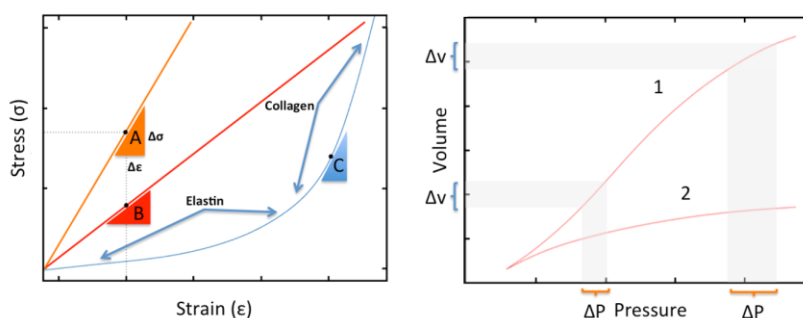 Stress (σ)
A
Δσ
Δε
B
Elastin
Collagen
C
Strain (ε)
Volume
Δv
Δv
1
2
ΔP
Pressure
ΔP